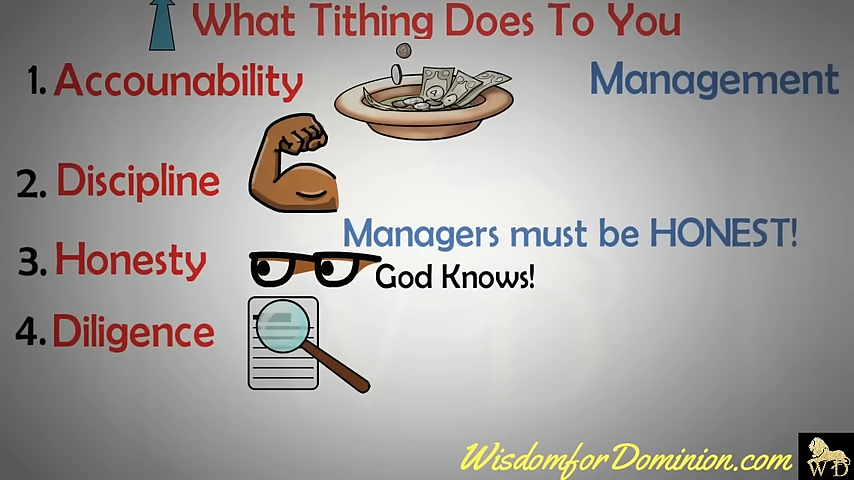 What Tithing Does To You
1. Accounability
Management
2. Discipline
Managers must be HONEST!
3. Honesty
God Knows!
4. Diligence
WisdomforDominion.com
WD